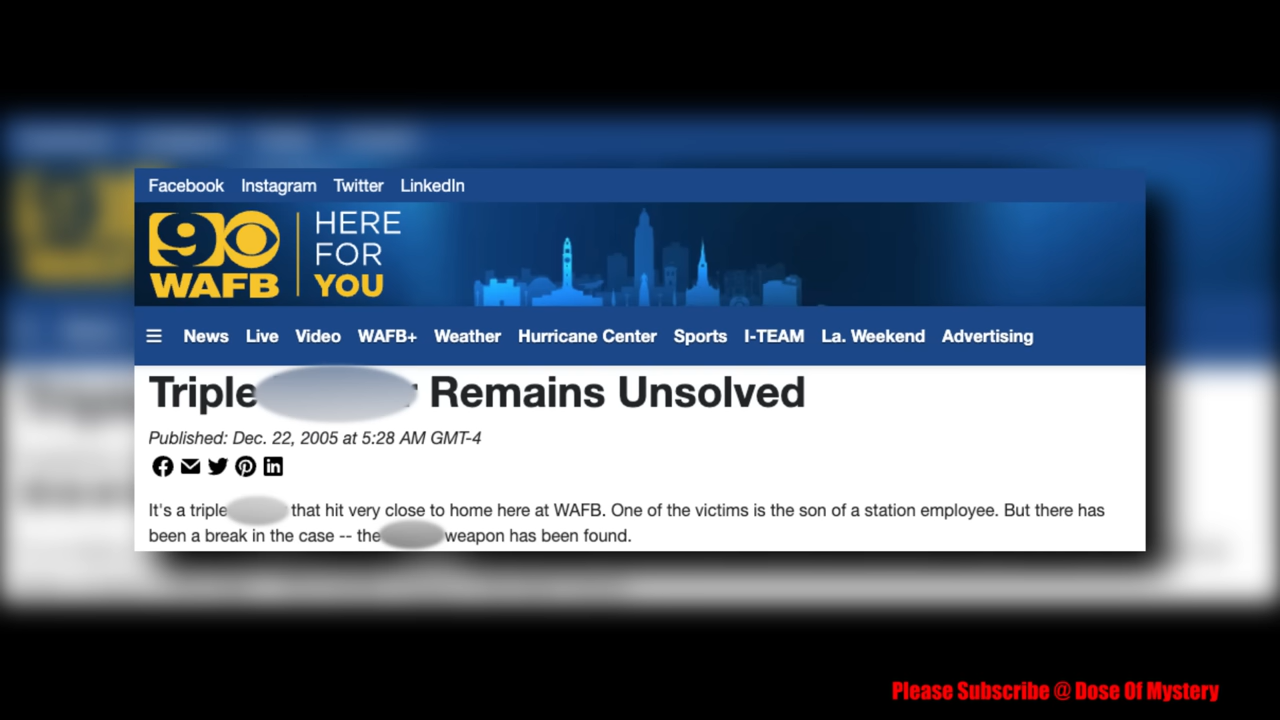 Facebook Instagram Twitter LinkedIn
9 WAFB
HERE
FOR
YOU
News Live Video WAFB+ Weather Hurricane Center Sports I-TEAM La. Weekend Advertising
Triple Remains Unsolved
Published: Dec. 22, 2005 at 5:28 AM GMT-4
It's a triple that hit very close to home here at WAFB. One of the victims is the son of a station employee. But there has
been a break in the case -- the weapon has been found.
Please Subscribe @ Dose Of Mystery